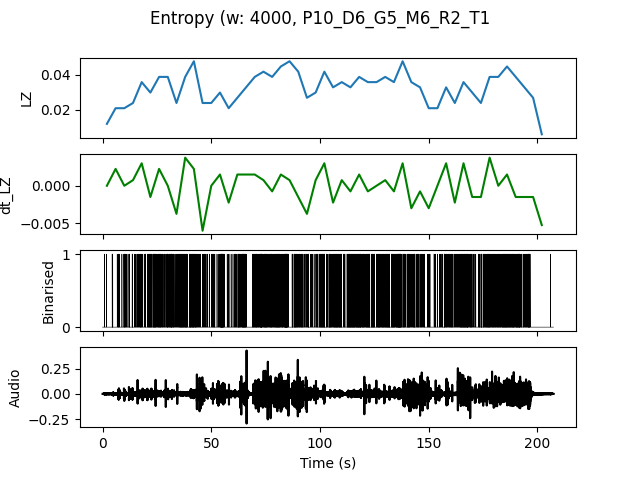 Entropy (w: 4000, P10_D6_G5_M6_R2_T1
0.04
0.02
LZ
0.000
−0.005
dt_LZ
1
0
Binarised
0.25
0.00
−0.25
Audio
0 50 100 150 200
Time (s)